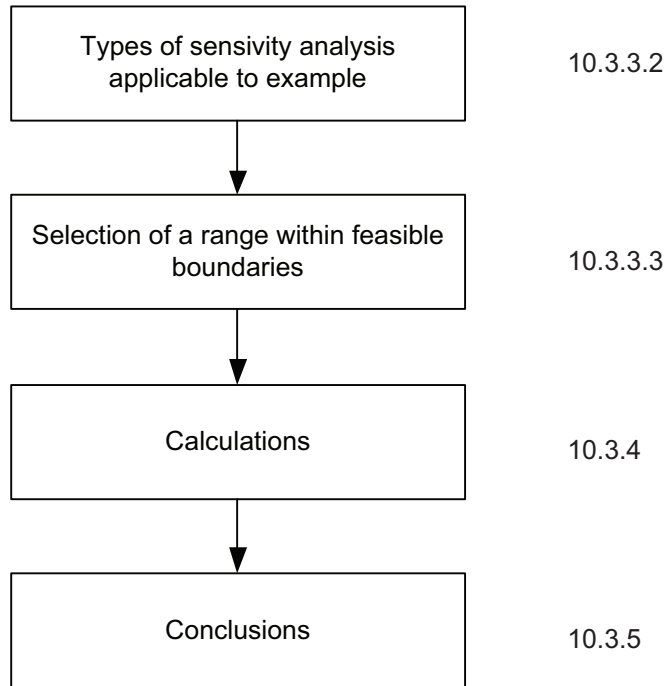 Types of sensivity analysis
applicable to example
10.3.3.2
Selection of a range within feasible
boundaries
10.3.3.3
Calculations
10.3.4
Conclusions
10.3.5